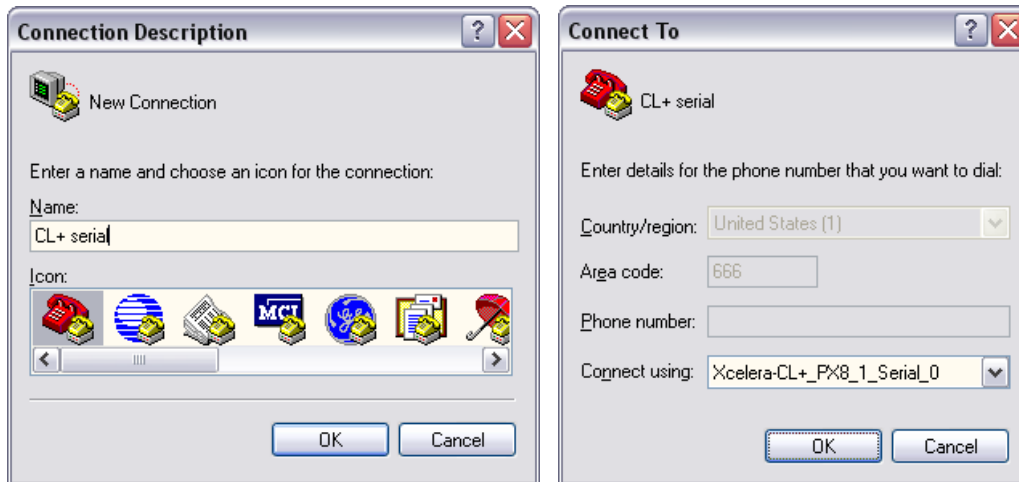 Connection Description
New Connection
Enter a name and choose an icon for the connection:
Name:
CL+ serial
Icon:
MCI
OK
Cancel
Connect To
CL+ serial
Enter details for the phone number that you want to dial:
Country/region: United States (1)
Area code: 666
Phone number:
Connect using: Xcelera-CL+_PX8_1_Serial_0
OK
Cancel